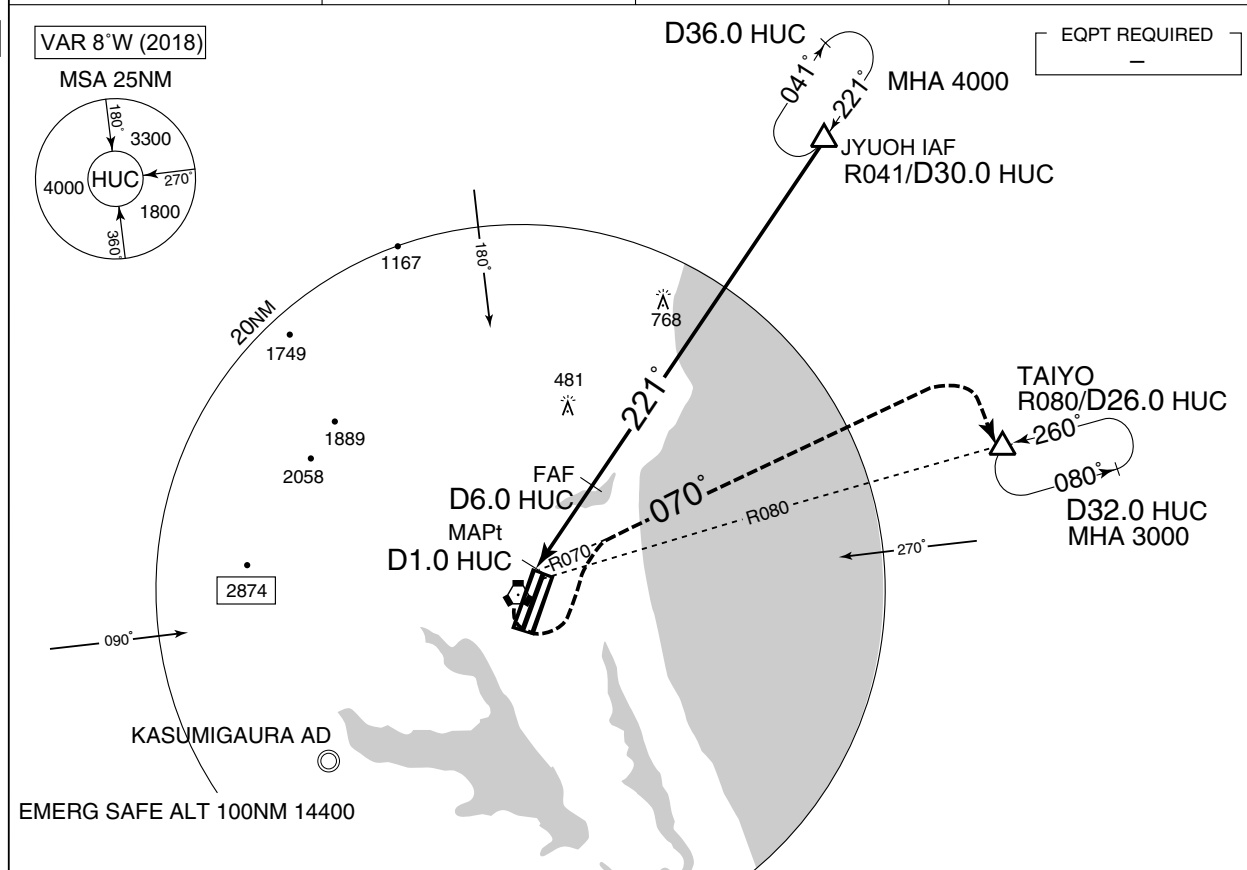 VAR 8°W (2018)
MSA 25NM
180°
3300
HUC
4000
270°
1800
360°
D36.0 HUC
041°
221°
MHA 4000
EQPT REQUIRED
–
JYUOH IAF
R041/D30.0 HUC
180°
1167
20NM
1749
768
481
221°
1889
2058
TAIYO
R080/D26.0 HUC
260°
080°
D32.0 HUC
MHA 3000
FAF
D6.0 HUC
070°
R080
MAPt
D1.0 HUC
R070
270°
2874
090°
KASUMIGAURA AD
EMERG SAFE ALT 100NM 14400